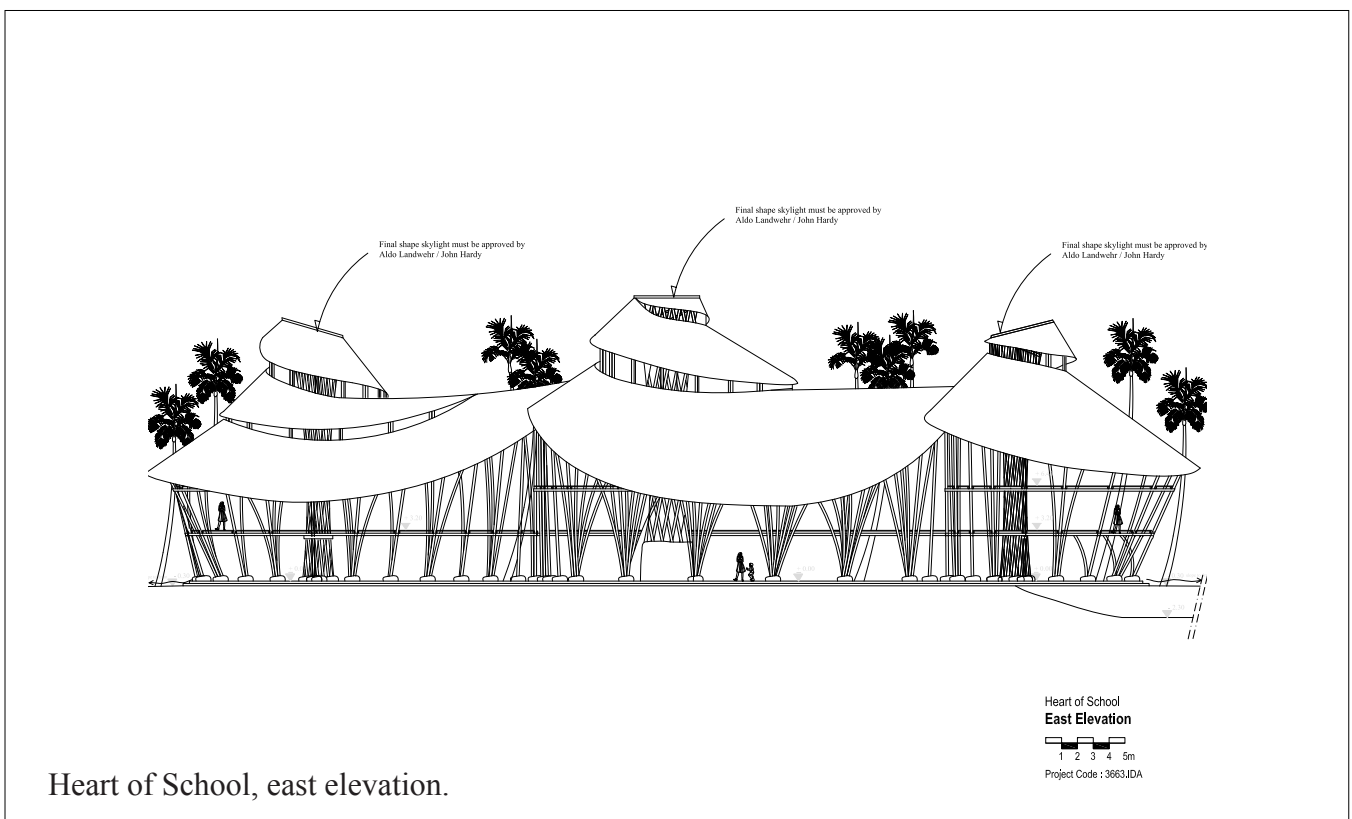 Final shape skylight must be approved by
Aldo Landwehr / John Hardy
Final shape skylight must be approved by
Aldo Landwehr / John Hardy
Final shape skylight must be approved by
Aldo Landwehr / John Hardy
Heart of School
East Elevation
1 2 3 4 5m
Project Code : 3663.IDA
Heart of School, east elevation.